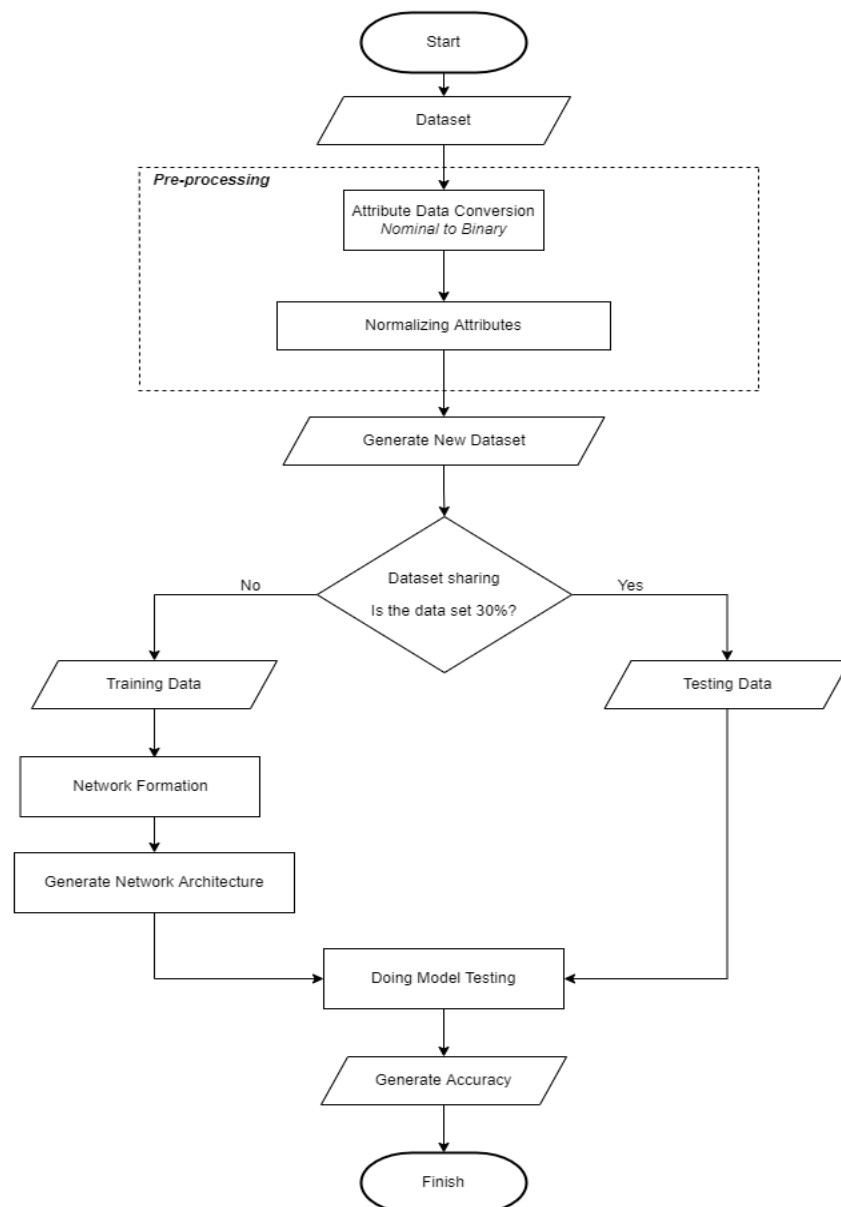 Start
Dataset
Pre-processing
Attribute Data Conversion
Nominal to Binary
Normalizing Attributes
Generate New Dataset
Dataset sharing
Is the data set 30%?
No
Yes
Training Data
Testing Data
Network Formation
Generate Network Architecture
Doing Model Testing
Generate Accuracy
Finish